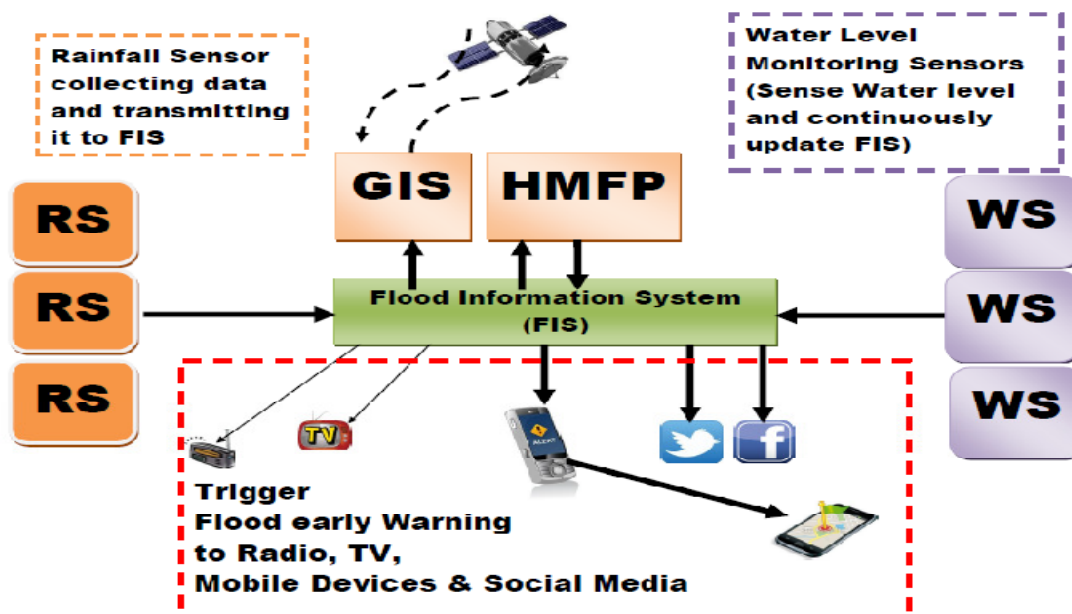 Rainfall Sensor
collecting data
and transmitting
it to FIS
Water Level
Monitoring Sensors
(Sense Water level
and continuously
update FIS)
GIS
HMFP
RS
RS
RS
WS
WS
WS
Flood Information System
(FIS)
TV
f
Trigger
Flood early Warning
to Radio, TV,
Mobile Devices & Social Media